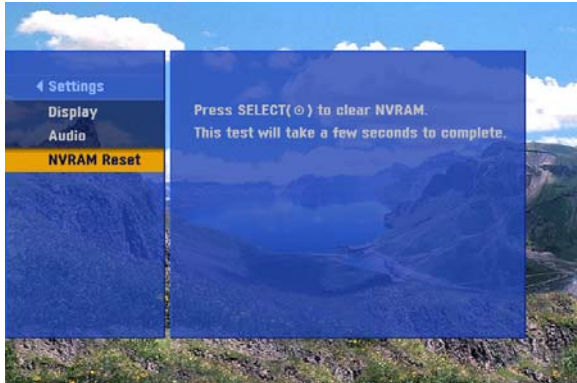 Settings
Display
Audio
NVRAM Reset
Press SELECT(⊙) to clear NVRAM.
This test will take a few seconds to complete.